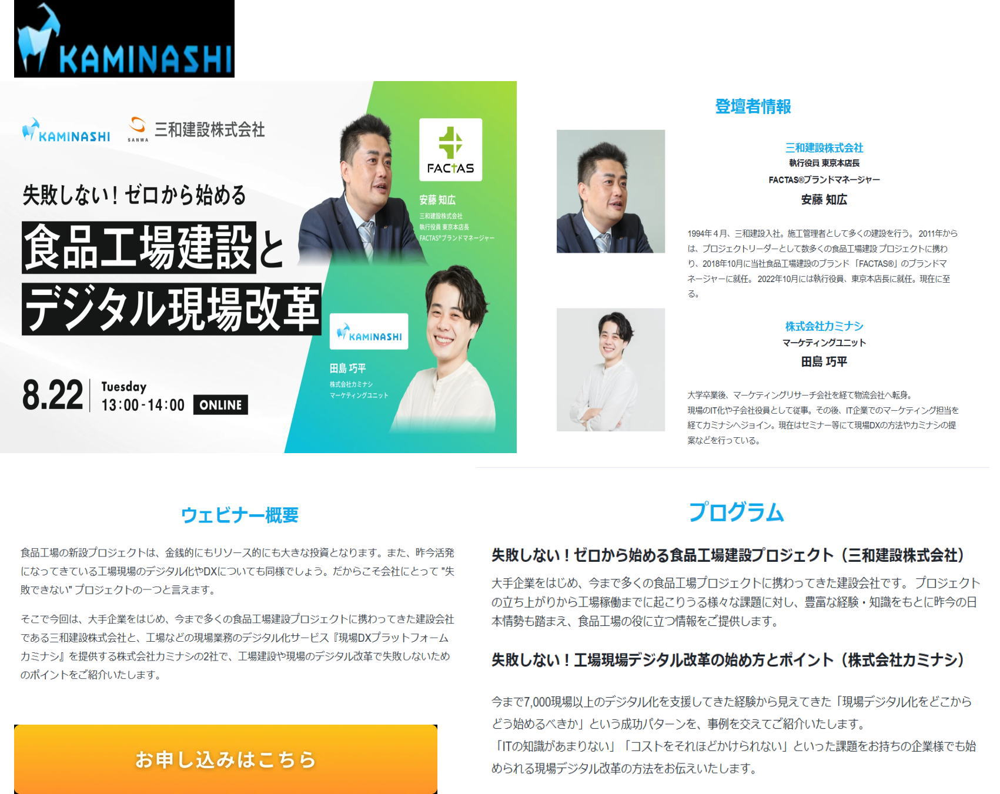 KAMINASHI
KAMINASHI
SANWA
三和建設株式会社
失敗しない！ゼロから始める
食品工場建設と
デジタル現場改革
8.22
Tuesday
13:00-14:00
ONLINE
FACTAS
安藤 知広
三和建設株式会社
執行役員 東京本店長
FACTAS®ブランドマネージャー
KAMINASHI
田島 巧平
株式会社カミナシ
マーケティングユニット
登壇者情報
三和建設株式会社
執行役員 東京本店長
FACTAS®ブランドマネージャー
安藤 知広
1994年４月、三和建設入社。施工管理者として多くの建設を行う。 2011年から
は、プロジェクトリーダーとして数多くの食品工場建設 プロジェクトに携わ
り、2018年10月に当社食品工場建設のブランド 「FACTAS®」のブランドマ
ネージャーに就任。 2022年10月には執行役員、東京本店長に就任。現在に至
る。
株式会社カミナシ
マーケティングユニット
田島 巧平
大学卒業後、マーケティングリサーチ会社を経て物流会社へ転身。
現場のIT化や子会社役員として従事。その後、IT企業でのマーケティング担当を
経てカミナシへジョイン。現在はセミナー等にて現場DXの方法やカミナシの提
案などを行っている。
ウェビナー概要
食品工場の新設プロジェクトは、金銭的にもリソース的にも大きな投資となります。また、昨今活発
になってきている工場現場のデジタル化やDXについても同様でしょう。だからこそ会社にとって "失
敗できない" プロジェクトの一つと言えます。
そこで今回は、大手企業をはじめ、今まで多くの食品工場建設プロジェクトに携わってきた建設会社
である三和建設株式会社と、工場などの現場業務のデジタル化サービス『現場DXプラットフォーム
カミナシ』を提供する株式会社カミナシの2社で、工場建設や現場のデジタル改革で失敗しないため
のポイントをご紹介いたします。
お申し込みはこちら
プログラム
失敗しない！ゼロから始める食品工場建設プロジェクト（三和建設株式会社）
大手企業をはじめ、今まで多くの食品工場プロジェクトに携わってきた建設会社です。 プロジェクト
の立ち上がりから工場稼働までに起こりうる様々な課題に対し、豊富な経験・知識をもとに昨今の日
本情勢も踏まえ、食品工場の役に立つ情報をご提供します。
失敗しない！工場現場デジタル改革の始め方とポイント（株式会社カミナシ）
今まで7,000現場以上のデジタル化を支援してきた経験から見えてきた「現場デジタル化をどこから
どう始めるべきか」という成功パターンを、事例を交えてご紹介いたします。
「ITの知識があまりない」「コストをそれほどかけられない」といった課題をお持ちの企業様でも始
められる現場デジタル改革の方法をお伝えいたします。